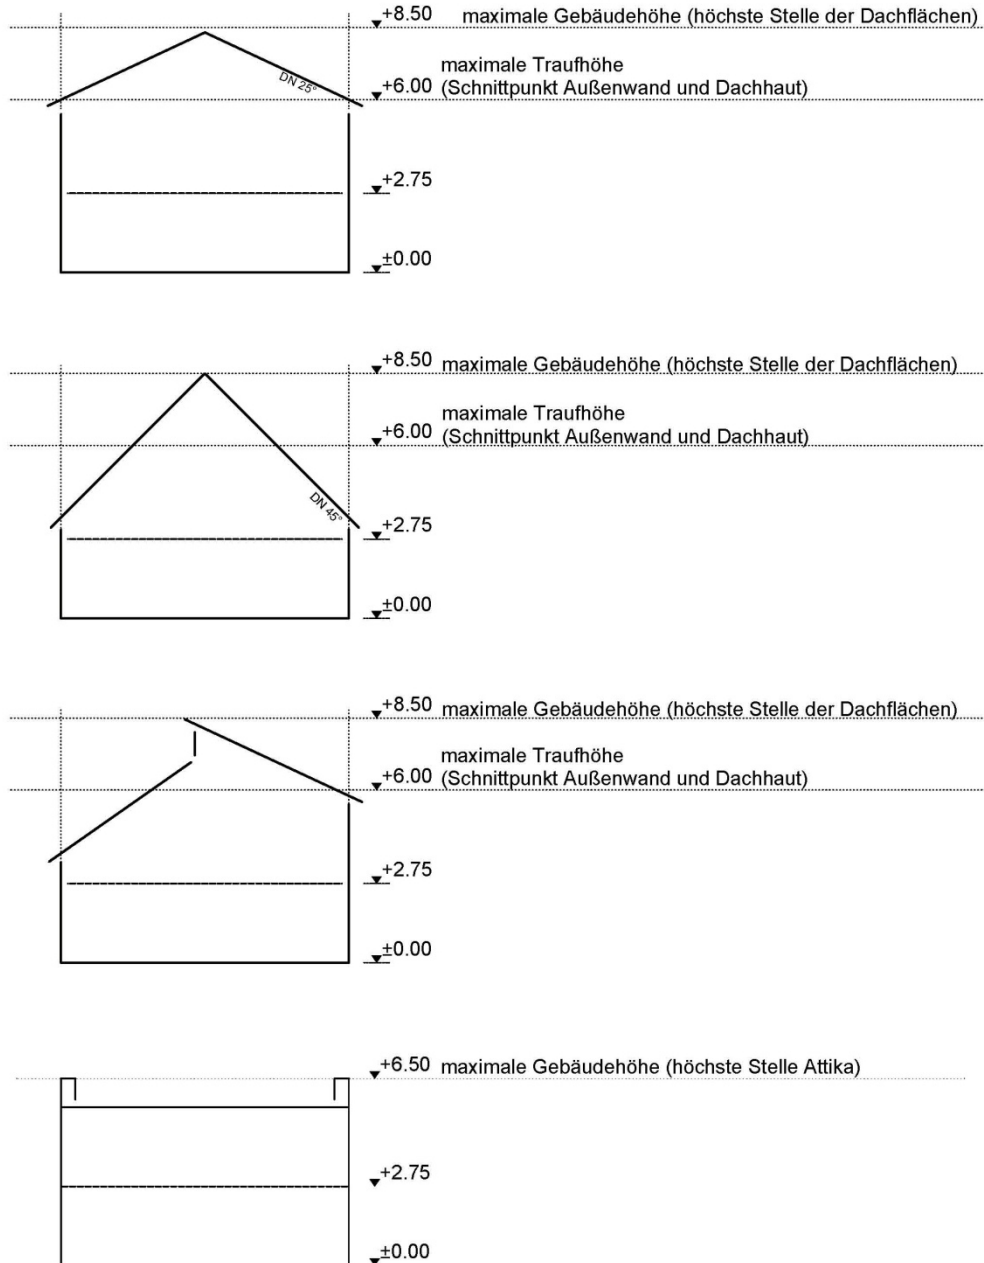 +8.50 maximale Gebäudehöhe (höchste Stelle der Dachflächen)
DN 25°
maximale Traufhöhe
+6.00 (Schnittpunkt Außenwand und Dachhaut)
+2.75
±0.00
+8.50 maximale Gebäudehöhe (höchste Stelle der Dachflächen)
maximale Traufhöhe
+6.00 (Schnittpunkt Außenwand und Dachhaut)
DN 45°
+2.75
±0.00
+8.50 maximale Gebäudehöhe (höchste Stelle der Dachflächen)
maximale Traufhöhe
+6.00 (Schnittpunkt Außenwand und Dachhaut)
+2.75
±0.00
+6.50 maximale Gebäudehöhe (höchste Stelle Attika)
+2.75
±0.00